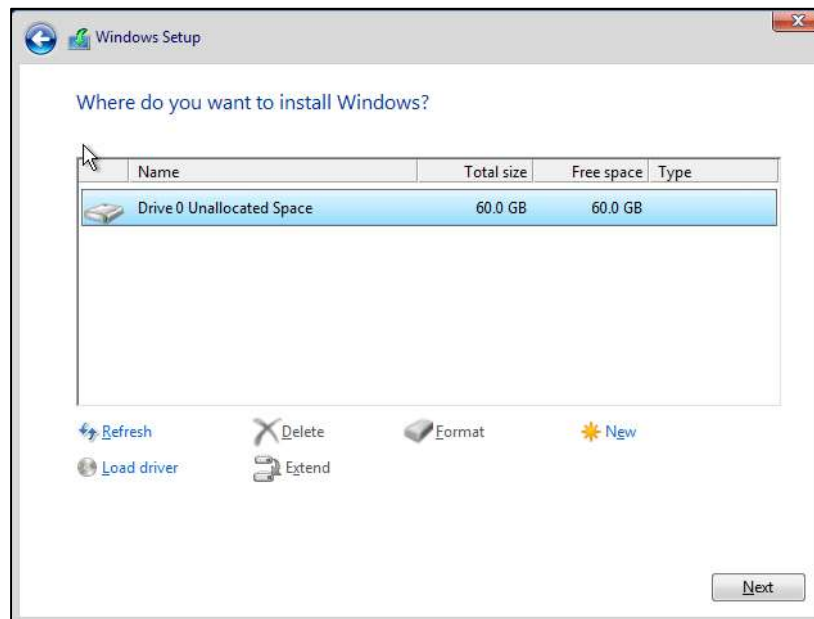 Windows Setup
Where do you want to install Windows?
Name Total size Free space Type
Drive 0 Unallocated Space 60.0 GB 60.0 GB
Refresh Delete Format New
Load driver Extend
Next